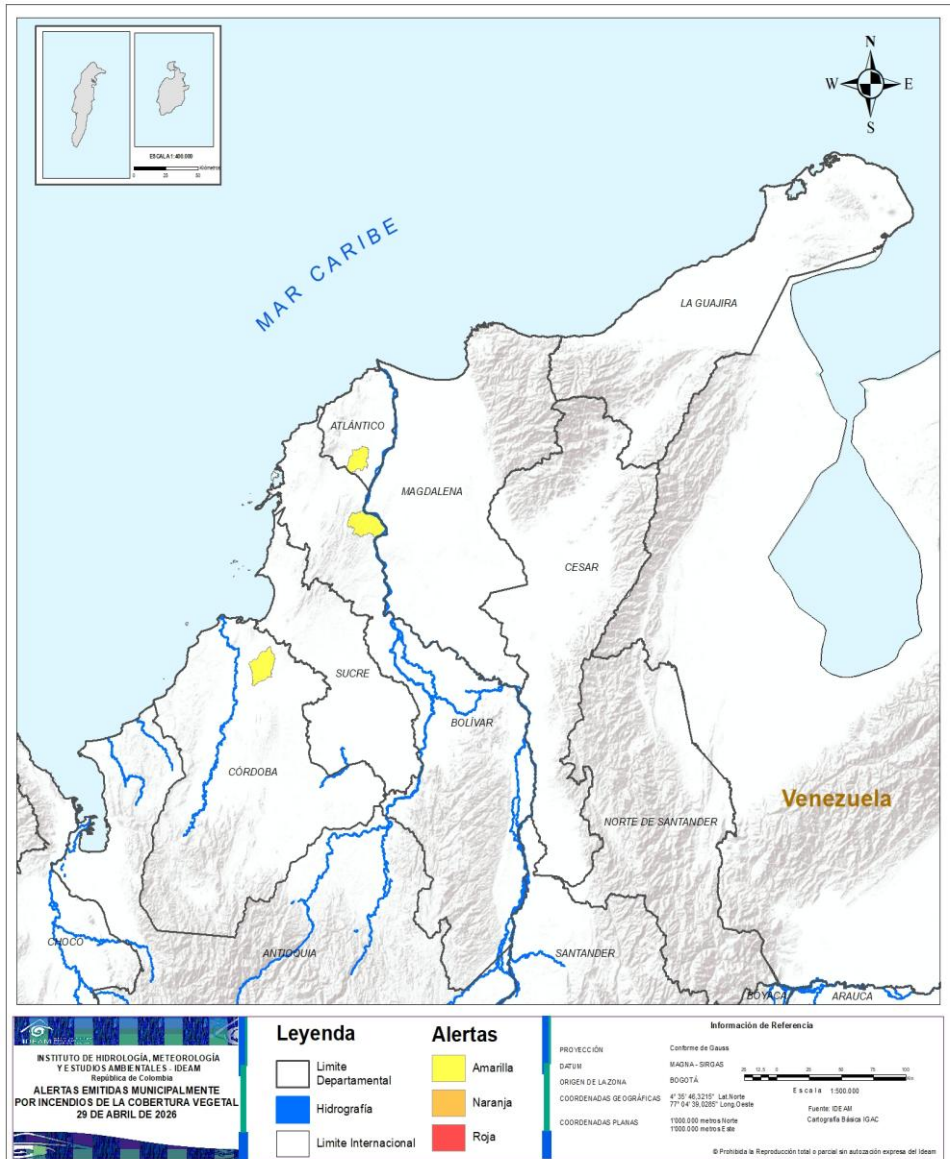 ESCALA 1: 400.000
0 20 30 Kilómetros
N
W E
S
MAR CARIBE
LA GUAJIRA
ATLÁNTICO
MAGDALENA
CESAR
SUCRE
BOLÍVAR
CÓRDOBA
Venezuela
NORTE DE SANTANDER
CHOCO
ANTIOQUIA
SANTANDER
BOYACA
ARAUCA
IDEAM
INSTITUTO DE HIDROLOGÍA, METEOROLOGÍA
Y ESTUDIOS AMBIENTALES - IDEAM
República de Colombia
ALERTAS EMITIDAS MUNICIPALMENTE
POR INCENDIOS DE LA COBERTURA VEGETAL
29 DE ABRIL DE 2026
Leyenda
Limite
Departamental
Hidrografía
Limite Internacional
Alertas
Amarilla
Naranja
Roja
Información de Referencia
PROYECCIÓN Conforme de Gauss
DATUM MAGNA - SIRGAS
ORIGEN DE LA ZONA BOGOTÁ
COORDENADAS GEOGRÁFICAS 4° 35' 46,3215" Lat.Norte
77° 04' 39,0285" Long.Oeste
COORDENADAS PLANAS 1'000.000 metros Norte
1'000.000 metros Este
Escala 1:500.000
Fuente: IDEAM
Cartografía Básica IGAC
© Prohibida la Reproducción total o parcial sin autozación expresa del Ideam